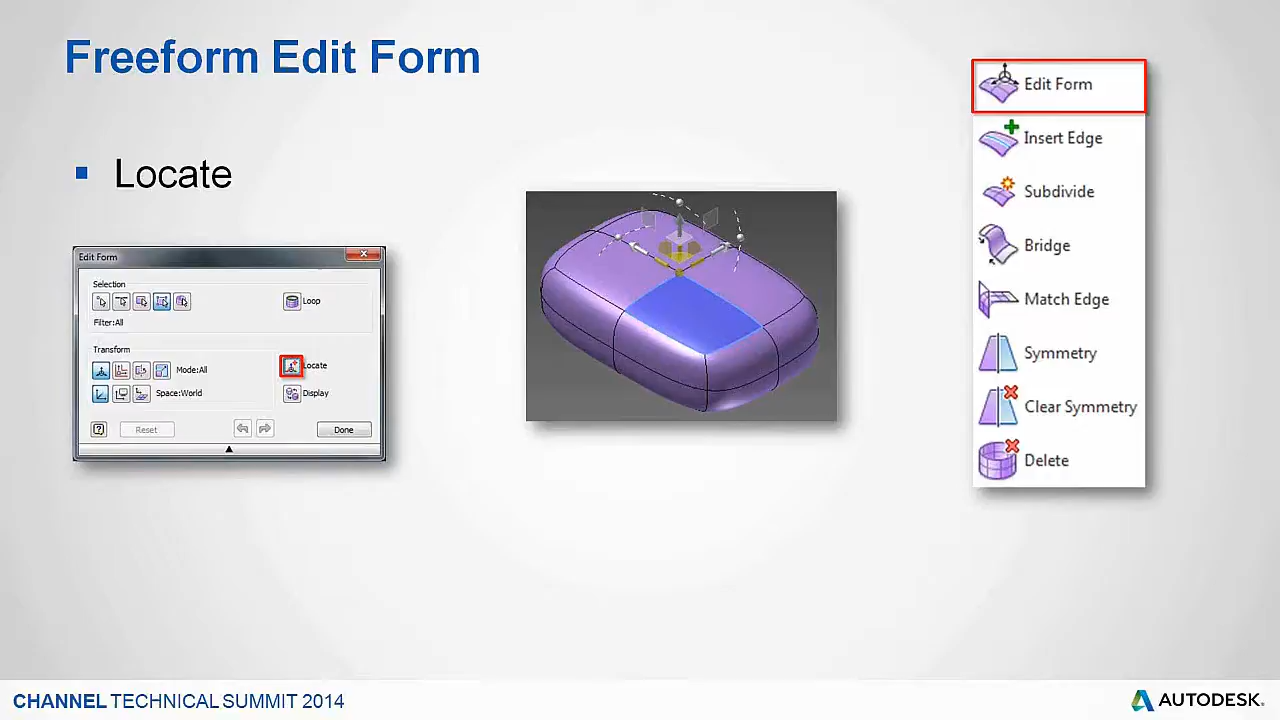 Freeform Edit Form
Locate
Edit Form
Selection
Loop
Filter:All
Transform
Mode:All
Locate
Space:World
Display
Reset
Done
Edit Form
Insert Edge
Subdivide
Bridge
Match Edge
Symmetry
Clear Symmetry
Delete
CHANNEL TECHNICAL SUMMIT 2014
AUTODESK.